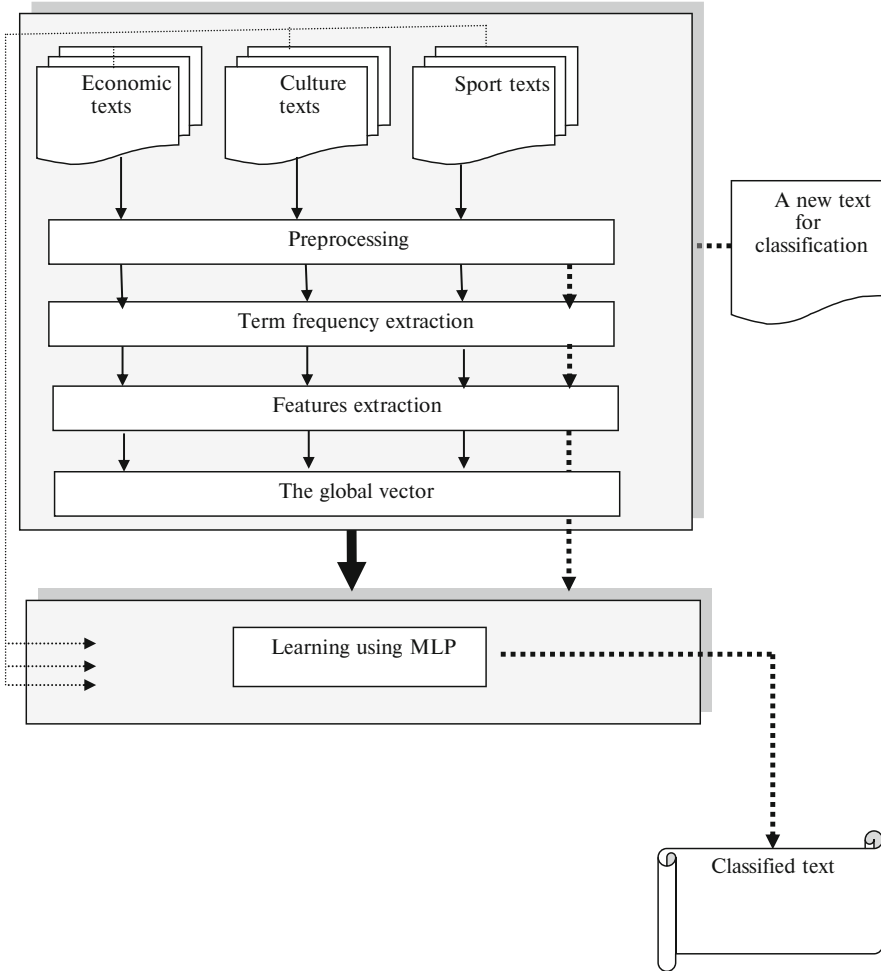 Economic
texts
Culture
texts
Sport texts
A new text
for
classification
Preprocessing
Term frequency extraction
Features extraction
The global vector
Learning using MLP
Classified text